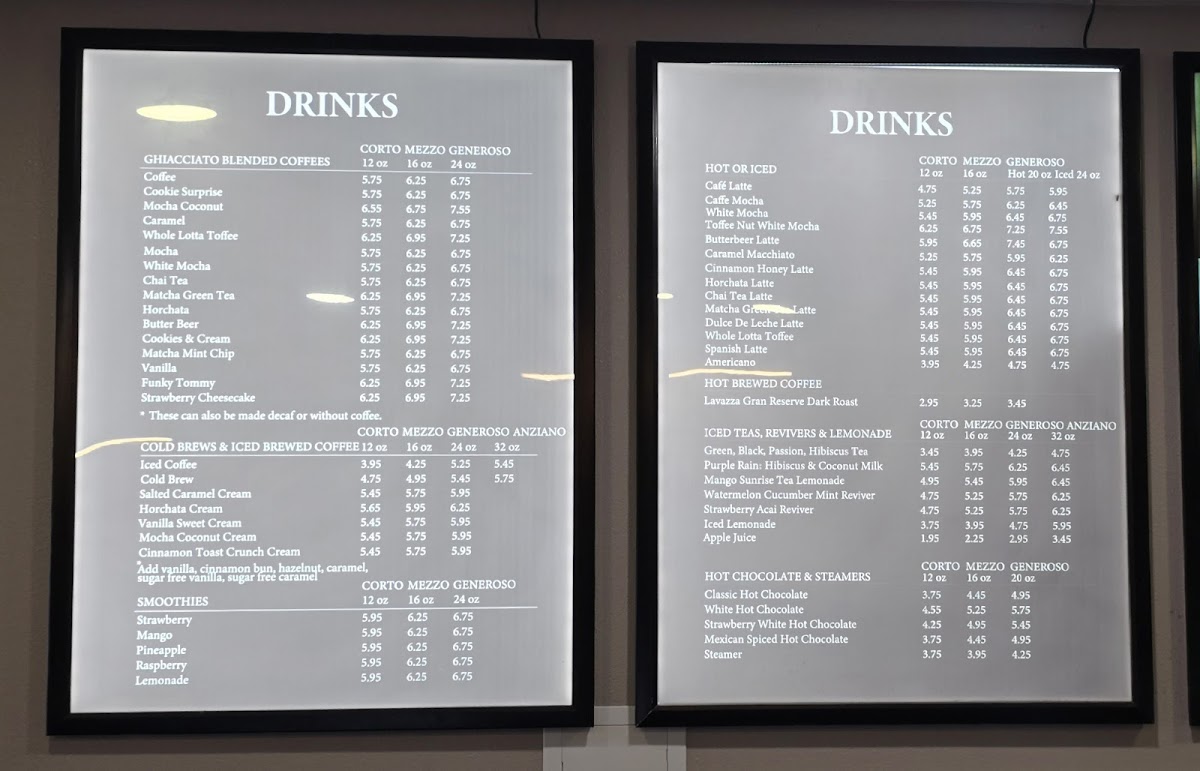 DRINKS
CORTO MEZZO GENEROSO
GHIACCIATO BLENDED COFFEES 12 oz 16 oz 24 oz
Coffee 5.75 6.25 6.75
Cookie Surprise 5.75 6.25 6.75
Mocha Coconut 6.55 6.75 7.55
Caramel 5.75 6.25 6.75
Whole Lotta Toffee 6.25 6.95 7.25
Mocha 5.75 6.25 6.75
White Mocha 5.75 6.25 6.75
Chai Tea 5.75 6.25 6.75
Matcha Green Tea 6.25 6.95 7.25
Horchata 5.75 6.25 6.75
Butter Beer 6.25 6.95 7.25
Cookies & Cream 6.25 6.95 7.25
Matcha Mint Chip 5.75 6.25 6.75
Vanilla 5.75 6.25 6.75
Funky Tommy 6.25 6.95 7.25
Strawberry Cheesecake 6.25 6.95 7.25
* These can also be made decaf or without coffee.
CORTO MEZZO GENEROSO ANZIANO
COLD BREWS & ICED BREWED COFFEE 12 oz 16 oz 24 oz 32 oz
Iced Coffee 3.95 4.25 5.25 5.45
Cold Brew 4.75 4.95 5.45 5.75
Salted Caramel Cream 5.45 5.75 5.95
Horchata Cream 5.65 5.95 6.25
Vanilla Sweet Cream 5.45 5.75 5.95
Mocha Coconut Cream 5.45 5.75 5.95
Cinnamon Toast Crunch Cream 5.45 5.75 5.95
*Add vanilla, cinnamon bun, hazelnut, caramel,
sugar free vanilla, sugar free caramel
CORTO MEZZO GENEROSO
SMOOTHIES 12 oz 16 oz 24 oz
Strawberry 5.95 6.25 6.75
Mango 5.95 6.25 6.75
Pineapple 5.95 6.25 6.75
Raspberry 5.95 6.25 6.75
Lemonade 5.95 6.25 6.75
DRINKS
CORTO MEZZO GENEROSO
HOT OR ICED 12 oz 16 oz Hot 20 oz Iced 24 oz
Café Latte 4.75 5.25 5.75 5.95
Caffe Mocha 5.25 5.75 6.25 6.45
White Mocha 5.45 5.95 6.45 6.75
Toffee Nut White Mocha 6.25 6.75 7.25 7.55
Butterbeer Latte 5.95 6.65 7.45 6.75
Caramel Macchiato 5.25 5.75 5.95 6.25
Cinnamon Honey Latte 5.45 5.95 6.45 6.75
Horchata Latte 5.45 5.95 6.45 6.75
Chai Tea Latte 5.45 5.95 6.45 6.75
Matcha Green Tea Latte 5.45 5.95 6.45 6.75
Dulce De Leche Latte 5.45 5.95 6.45 6.75
Whole Lotta Toffee 5.45 5.95 6.45 6.75
Spanish Latte 5.45 5.95 6.45 6.75
Americano 3.95 4.25 4.75 4.75
HOT BREWED COFFEE
Lavazza Gran Reserve Dark Roast 2.95 3.25 3.45
CORTO MEZZO GENEROSO ANZIANO
ICED TEAS, REVIVERS & LEMONADE 12 oz 16 oz 24 oz 32 oz
Green, Black, Passion, Hibiscus Tea 3.45 3.95 4.25 4.75
Purple Rain: Hibiscus & Coconut Milk 5.45 5.75 6.25 6.45
Mango Sunrise Tea Lemonade 4.95 5.45 5.95 6.45
Watermelon Cucumber Mint Reviver 4.75 5.25 5.75 6.25
Strawberry Acai Reviver 4.75 5.25 5.75 6.25
Iced Lemonade 3.75 3.95 4.75 5.95
Apple Juice 1.95 2.25 2.95 3.45
CORTO MEZZO GENEROSO
HOT CHOCOLATE & STEAMERS 12 oz 16 oz 20 oz
Classic Hot Chocolate 3.75 4.45 4.95
White Hot Chocolate 4.55 5.25 5.75
Strawberry White Hot Chocolate 4.25 4.95 5.45
Mexican Spiced Hot Chocolate 3.75 4.45 4.95
Steamer 3.75 3.95 4.25